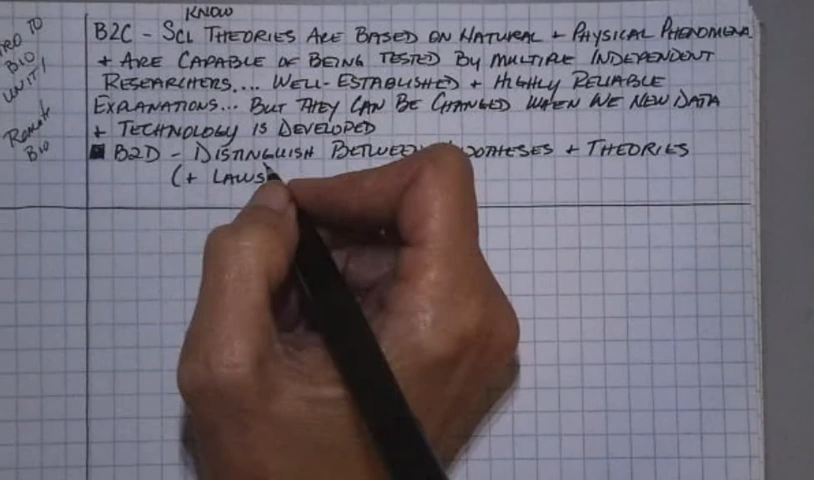 KNOW
B2C - SCI THEORIES ARE BASED ON NATURAL + PHYSICAL PHENOMENA
+ ARE CAPABLE OF BEING TESTED BY MULTIPLE INDEPENDENT
RESEARCHERS.... WELL-ESTABLISHED + HIGHLY RELIABLE
EXPLANATIONS... BUT THEY CAN BE CHANGED WHEN WE NEW DATA
+ TECHNOLOGY IS DEVELOPED
B2D - DISTINGUISH BETWEEN HYPOTHESES + THEORIES
(+ LAWS
TO
BIO
UNIT!
BIO